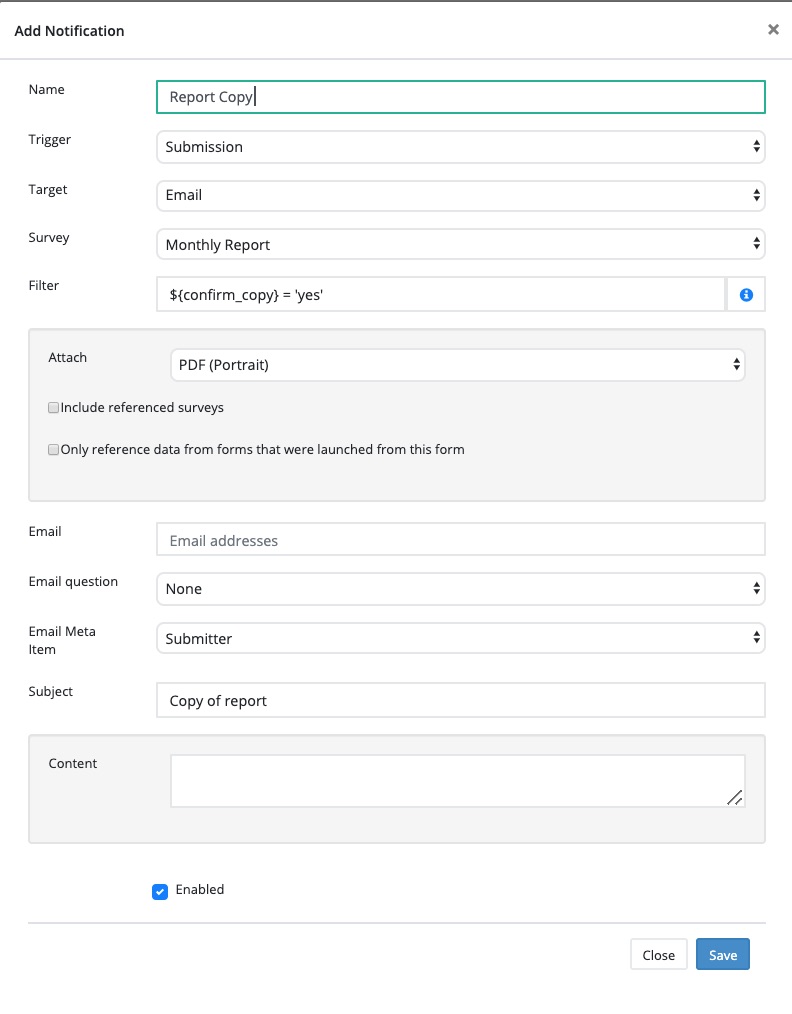 Add Notification ×
Name Report Copy
Trigger Submission
Target Email
Survey Monthly Report
Filter ${confirm_copy} = 'yes'
Attach PDF (Portrait)
Include referenced surveys
Only reference data from forms that were launched from this form
Email Email addresses
Email question None
Email Meta
Item Submitter
Subject Copy of report
Content
Enabled
Close Save